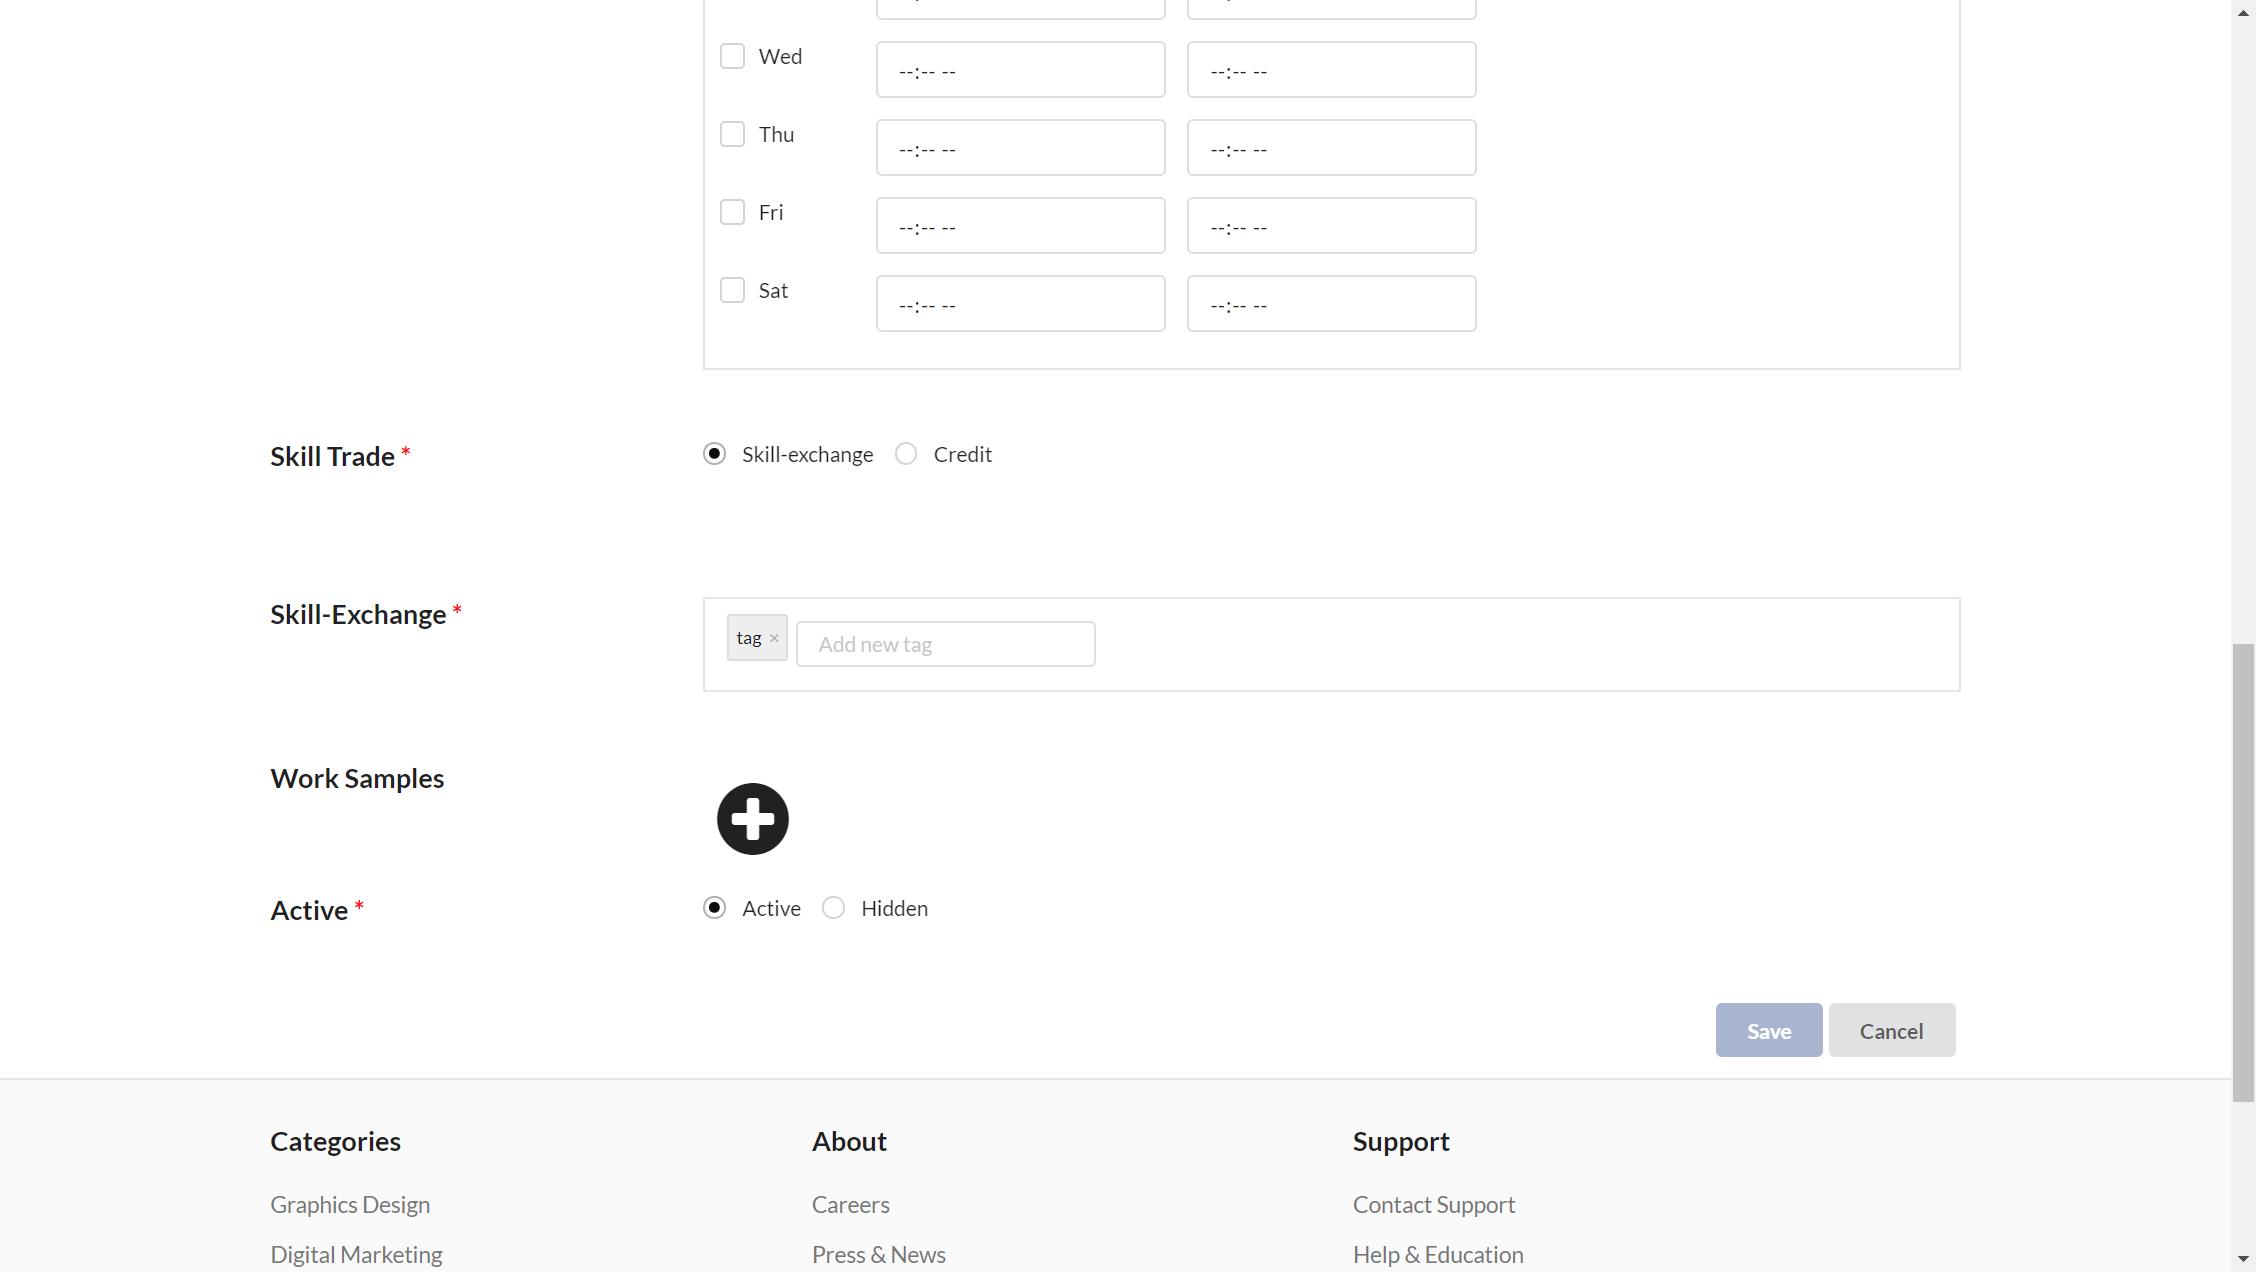 Wed --:-- -- --:-- --
Thu --:-- -- --:-- --
Fri --:-- -- --:-- --
Sat --:-- -- --:-- --
Skill Trade * Skill-exchange Credit
Skill-Exchange * tag × Add new tag
Work Samples
Active * Active Hidden
Save Cancel
Categories About Support
Graphics Design Careers Contact Support
Digital Marketing Press & News Help & Education